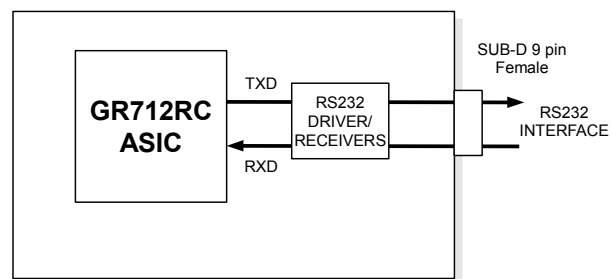 SUB-D 9 pin
Female
TXD
GR712RC
ASIC
RS232
DRIVER/
RECEIVERS
RS232
INTERFACE
RXD